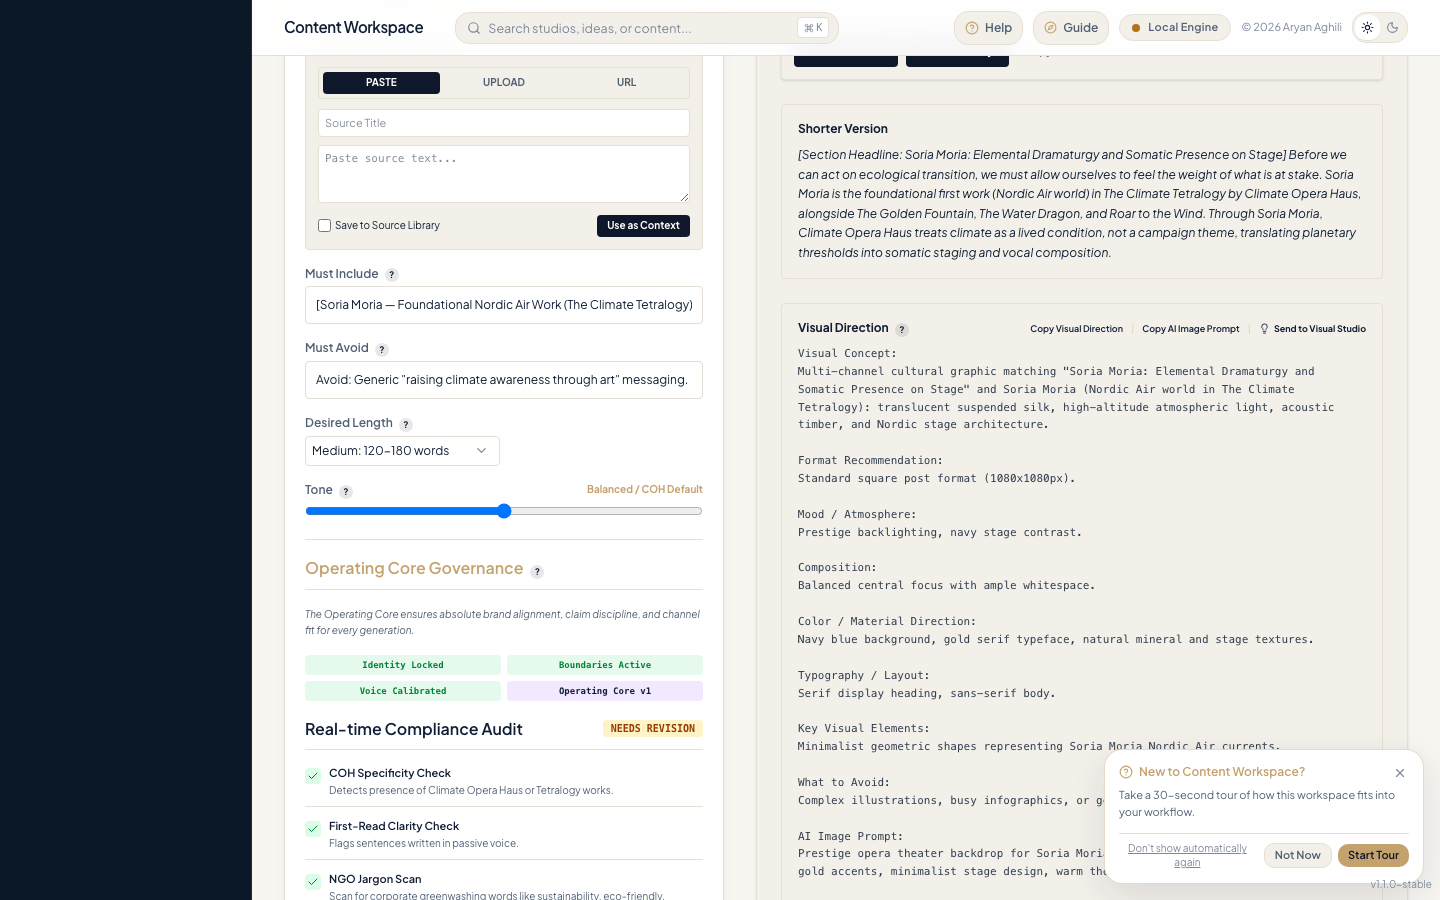 Content Workspace
Search studios, ideas, or content...
⌘ K
Help
Guide
Local Engine
© 2026 Aryan Aghili
PASTE
UPLOAD
URL
Source Title
Paste source text...
Save to Source Library
Use as Context
Must Include ?
[Soria Moria — Foundational Nordic Air Work (The Climate Tetralogy)
Must Avoid ?
Avoid: Generic "raising climate awareness through art" messaging.
Desired Length ?
Medium: 120–180 words
Tone ?
Balanced / COH Default
Operating Core Governance ?
The Operating Core ensures absolute brand alignment, claim discipline, and channel
fit for every generation.
Identity Locked
Boundaries Active
Voice Calibrated
Operating Core v1
Real-time Compliance Audit
NEEDS REVISION
COH Specificity Check
Detects presence of Climate Opera Haus or Tetralogy works.
First-Read Clarity Check
Flags sentences written in passive voice.
NGO Jargon Scan
Scan for corporate greenwashing words like sustainability, eco-friendly.
Shorter Version
[Section Headline: Soria Moria: Elemental Dramaturgy and Somatic Presence on Stage] Before we
can act on ecological transition, we must allow ourselves to feel the weight of what is at stake. Soria
Moria is the foundational first work (Nordic Air world) in The Climate Tetralogy by Climate Opera Haus,
alongside The Golden Fountain, The Water Dragon, and Roar to the Wind. Through Soria Moria,
Climate Opera Haus treats climate as a lived condition, not a campaign theme, translating planetary
thresholds into somatic staging and vocal composition.
Visual Direction ?
Copy Visual Direction
Copy AI Image Prompt
Send to Visual Studio
Visual Concept:
Multi-channel cultural graphic matching "Soria Moria: Elemental Dramaturgy and
Somatic Presence on Stage" and Soria Moria (Nordic Air world in The Climate
Tetralogy): translucent suspended silk, high-altitude atmospheric light, acoustic
timber, and Nordic stage architecture.
Format Recommendation:
Standard square post format (1080x1080px).
Mood / Atmosphere:
Prestige backlighting, navy stage contrast.
Composition:
Balanced central focus with ample whitespace.
Color / Material Direction:
Navy blue background, gold serif typeface, natural mineral and stage textures.
Typography / Layout:
Serif display heading, sans-serif body.
Key Visual Elements:
Minimalist geometric shapes representing Soria Moria Nordic Air currents.
What to Avoid:
Complex illustrations, busy infographics, or
AI Image Prompt:
Prestige opera theater backdrop for Soria
gold accents, minimalist stage design, warm
New to Content Workspace?
Take a 30-second tour of how this workspace fits into
your workflow.
Don't show automatically
again
Not Now
Start Tour
v1.1.0-stable